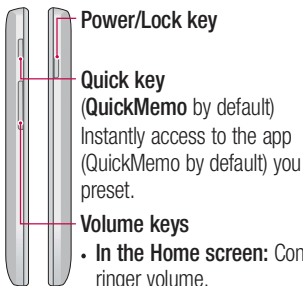 Power/Lock key
Quick key
(QuickMemo by default)
Instantly access to the app
(QuickMemo by default) you
preset.
Volume keys
• In the Home screen: Con
ringer volume.